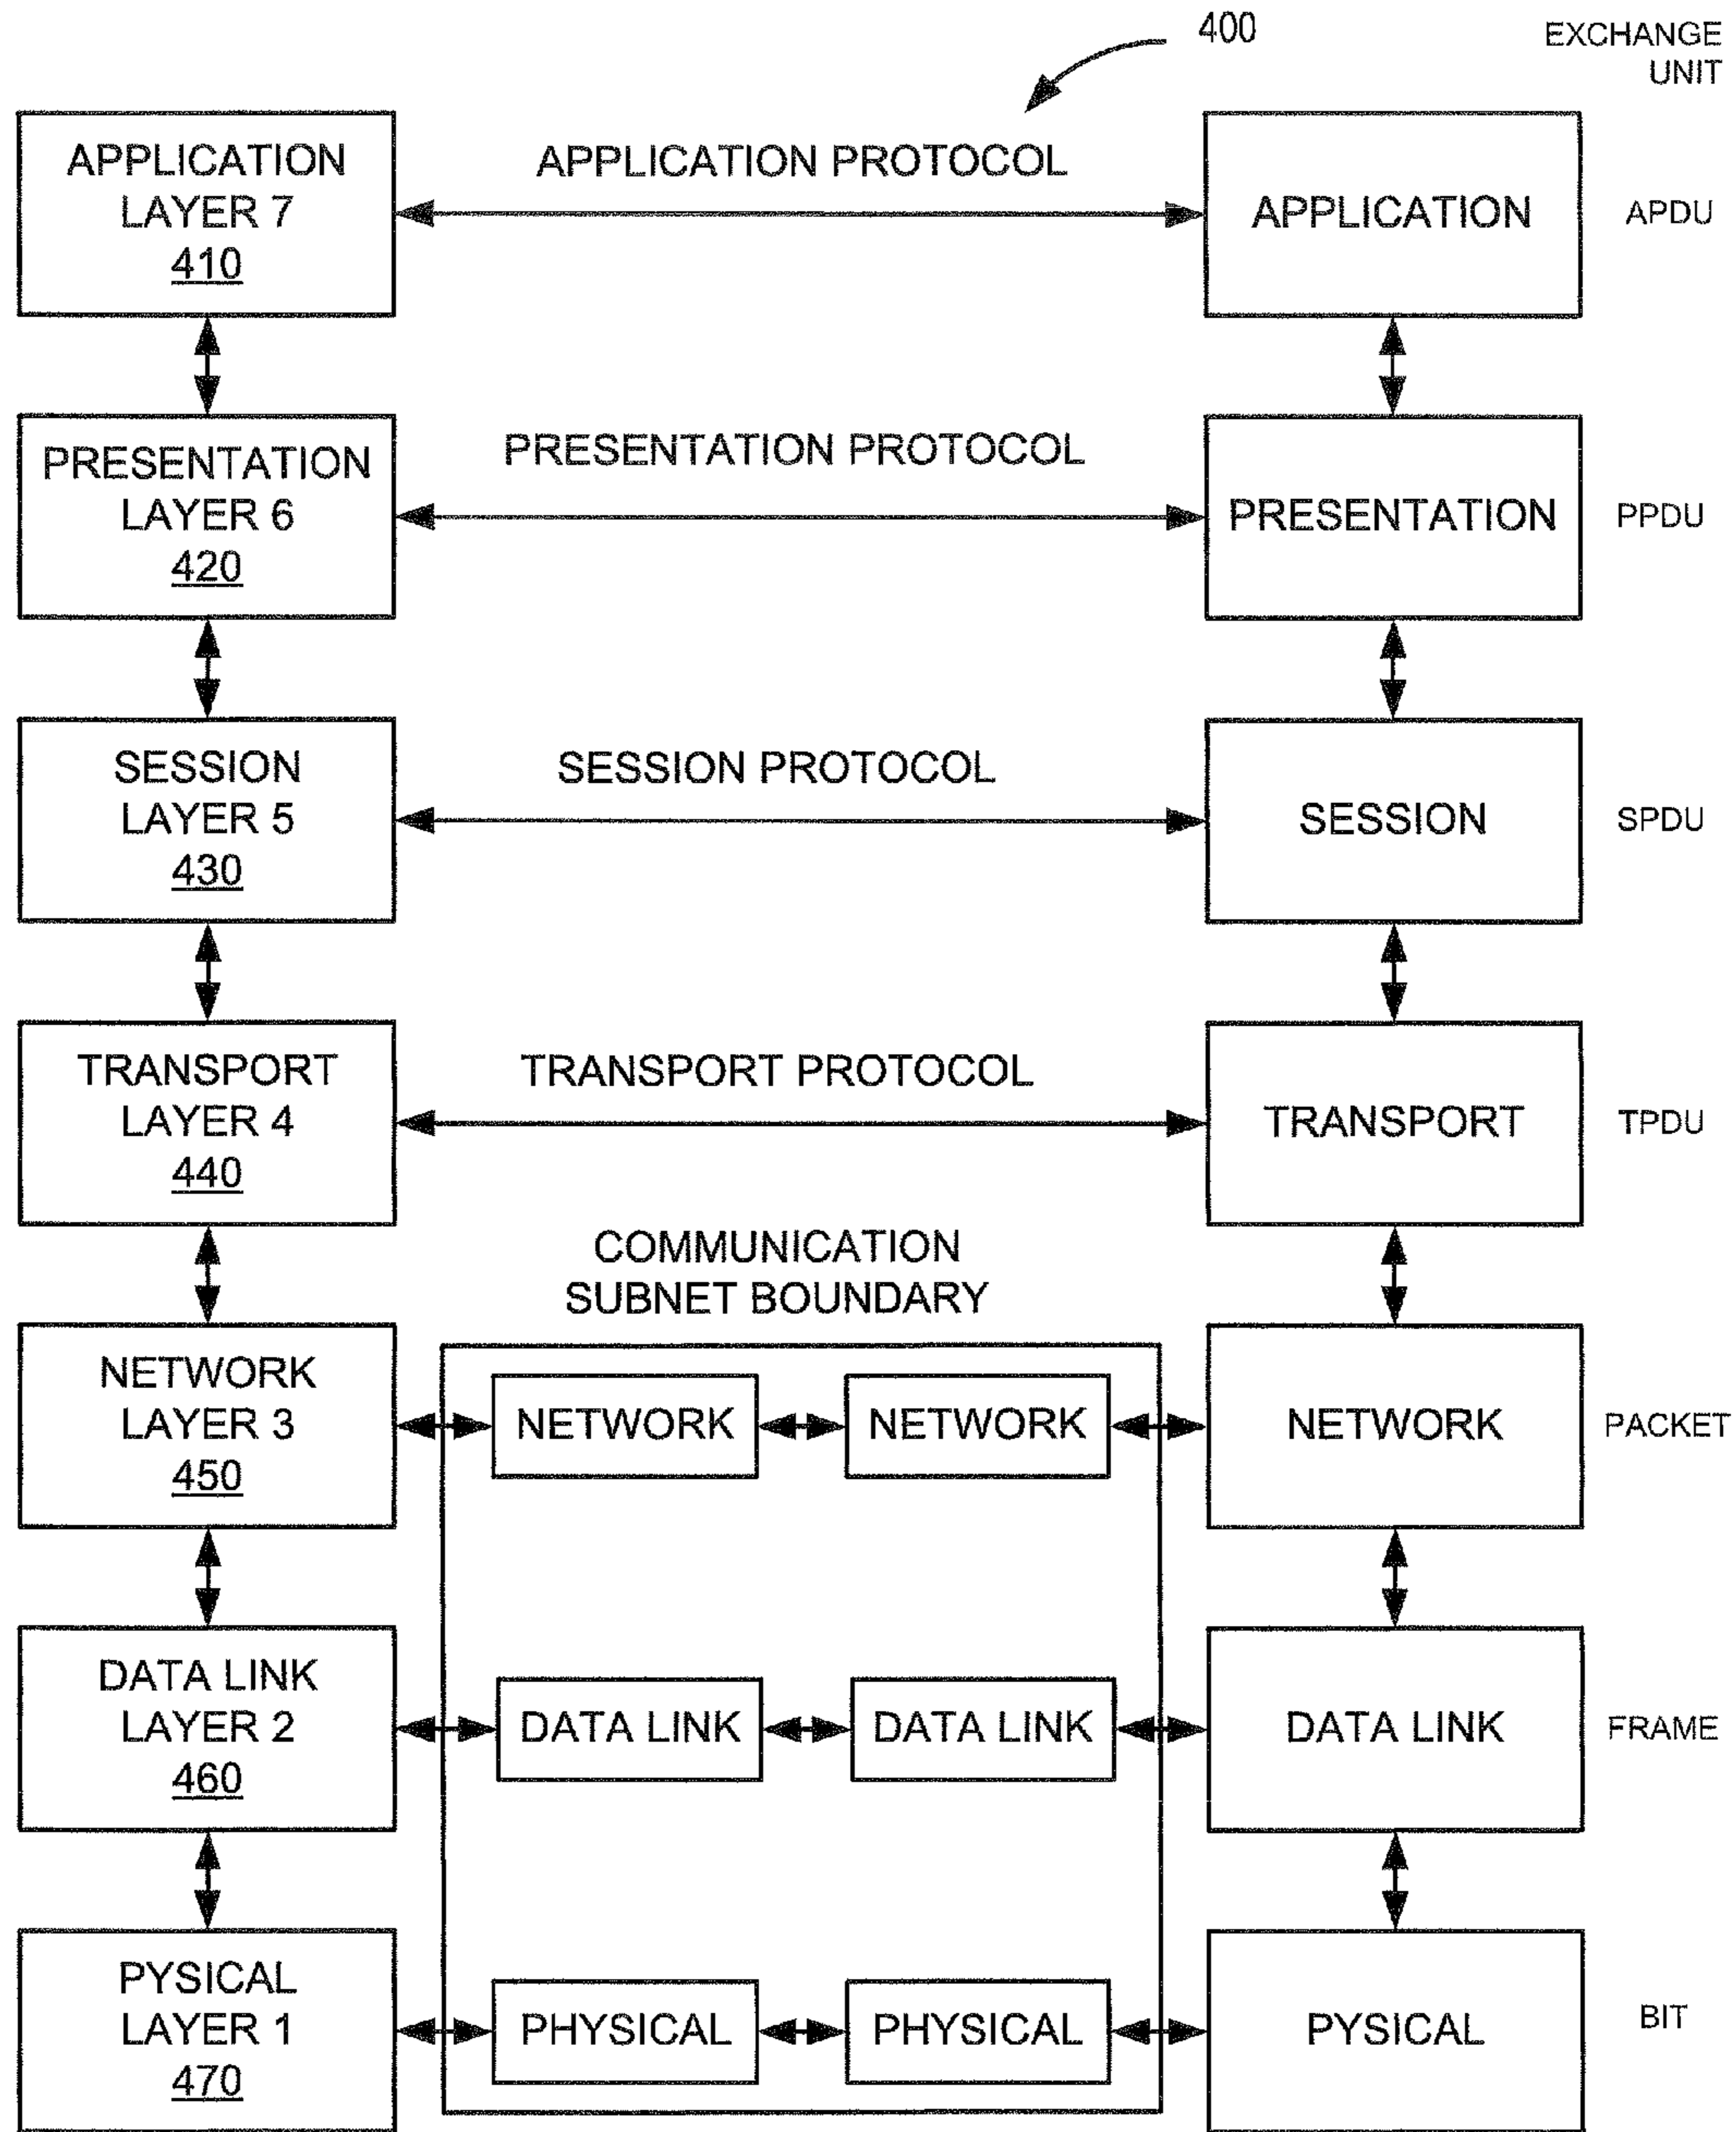 400
EXCHANGE
UNIT
APPLICATION
LAYER 7
410
APPLICATION PROTOCOL
APPLICATION
APDU
PRESENTATION
LAYER 6
420
PRESENTATION PROTOCOL
PRESENTATION
PPDU
SESSION
LAYER 5
430
SESSION PROTOCOL
SESSION
SPDU
TRANSPORT
LAYER 4
440
TRANSPORT PROTOCOL
TRANSPORT
TPDU
COMMUNICATION
SUBNET BOUNDARY
NETWORK
LAYER 3
450
NETWORK
NETWORK
NETWORK
PACKET
DATA LINK
LAYER 2
460
DATA LINK
DATA LINK
DATA LINK
FRAME
PYSICAL
LAYER 1
470
PHYSICAL
PHYSICAL
PYSICAL
BIT